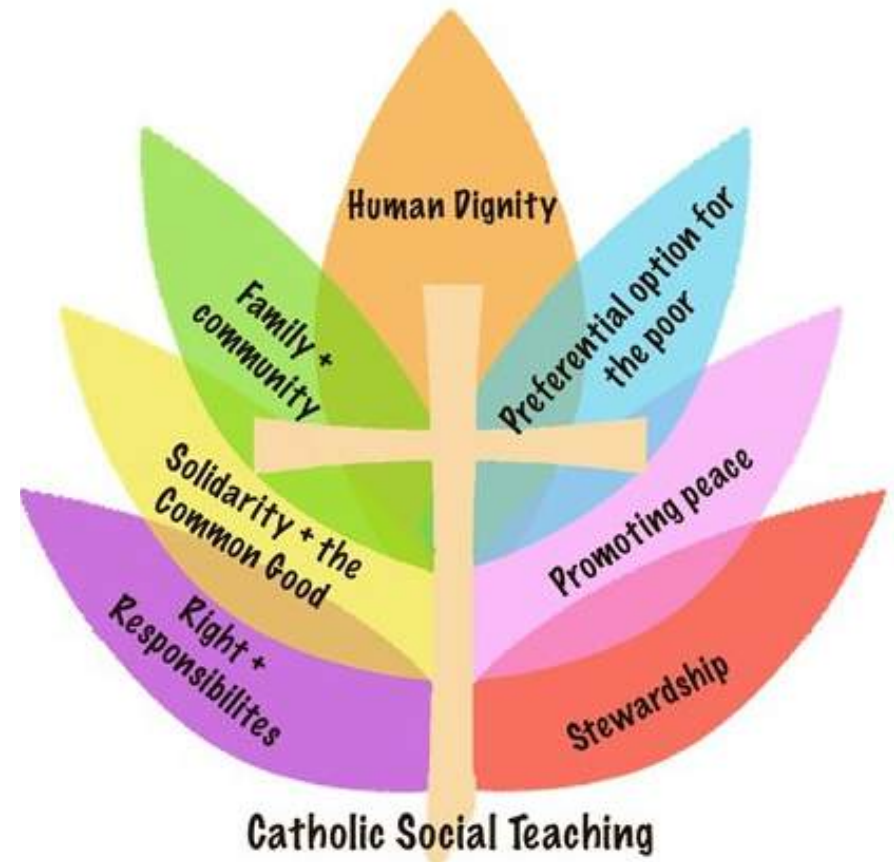 Human Dignity
Family +
community
Preferential option for
the poor
Solidarity + the
Common Good
Promoting peace
Right +
Responsibilites
Stewardship
Catholic Social Teaching